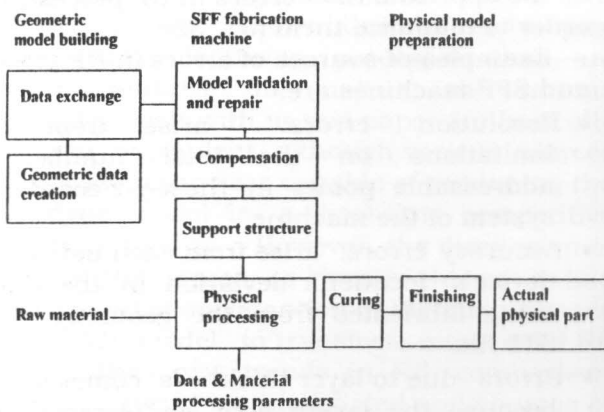 Geometric
model building
SFF fabrication
machine
Physical model
preparation
Data exchange
Model validation
and repair
Geometric data
creation
Compensation
Support structure
Raw material
Physical
processing
Curing
Finishing
Actual
physical part
Data & Material
processing parameters